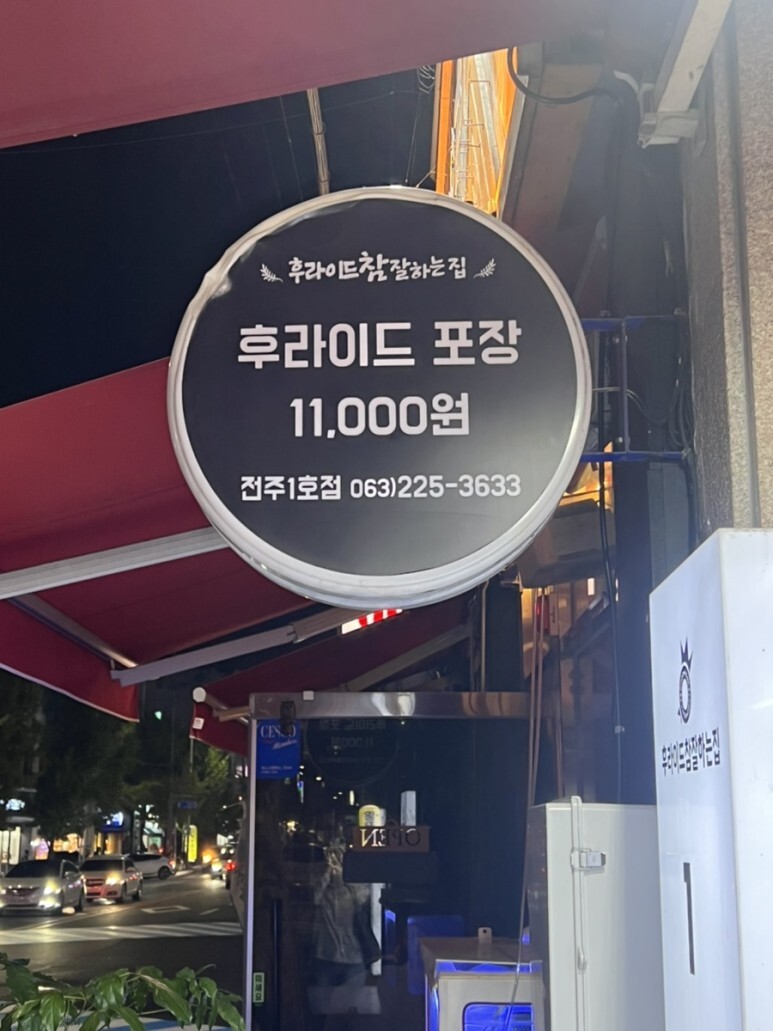 후라이드참잘하는집
후라이드 포장
11,000원
전주1호점 063)225-3633
OPEN
후라이드참잘하는집
1